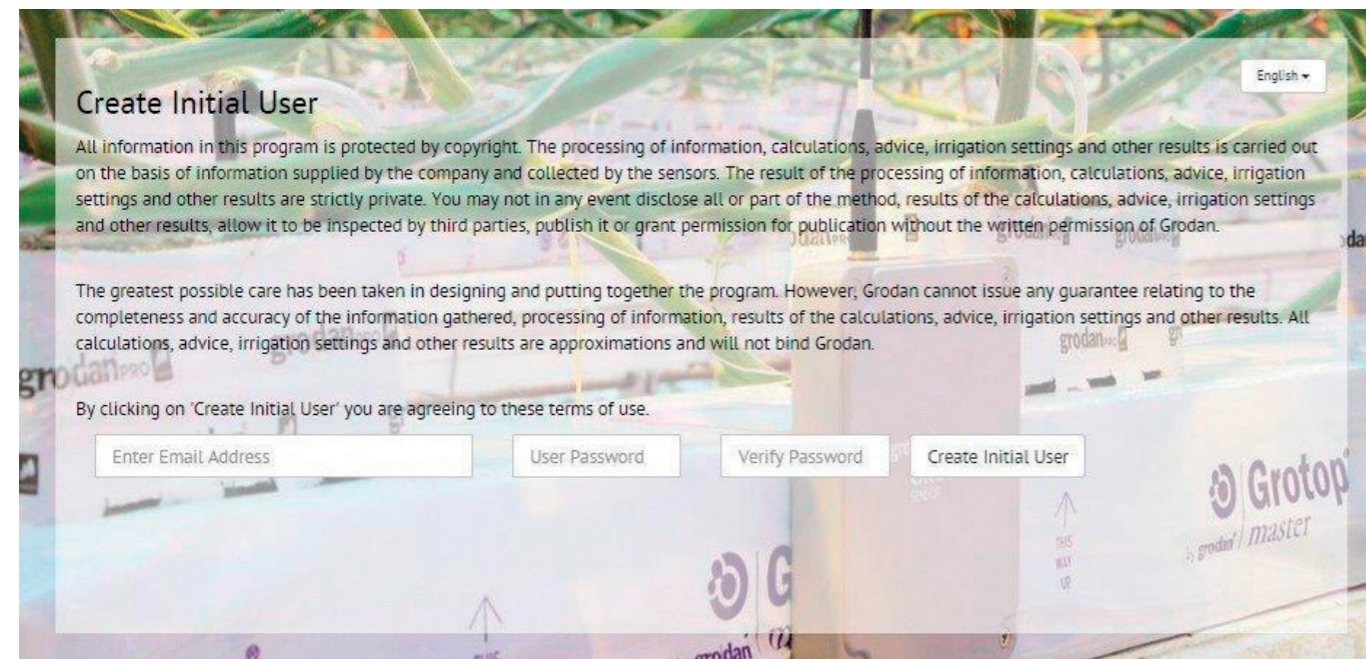 English
Create Initial User
All information in this program is protected by copyright. The processing of information, calculations, advice, irrigation settings and other results is carried out
on the basis of information supplied by the company and collected by the sensors. The result of the processing of information, calculations, advice, irrigation
settings and other results are strictly private. You may not in any event disclose all or part of the method, results of the calculations, advice, irrigation settings
and other results, allow it to be inspected by third parties, publish it or grant permission for publication without the written permission of Grodan.
The greatest possible care has been taken in designing and putting together the program. However, Grodan cannot issue any guarantee relating to the
completeness and accuracy of the information gathered, processing of information, results of the calculations, advice, irrigation settings and other results. All
calculations, advice, irrigation settings and other results are approximations and will not bind Grodan.
grodan PRO
grodan
By clicking on 'Create Initial User' you are agreeing to these terms of use.
Enter Email Address User Password Verify Password Create Initial User
SENSOR
Grotop
master
by grodan
THIS
WAY
UP
grodan